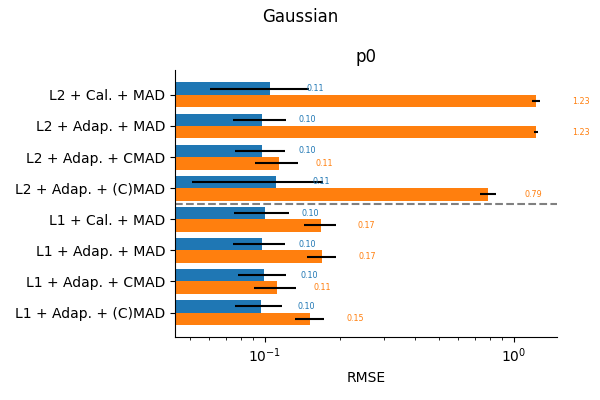 Gaussian
p0
L2 + Cal. + MAD
0.11
1.23
L2 + Adap. + MAD
0.10
1.23
L2 + Adap. + CMAD
0.10
0.11
L2 + Adap. + (C)MAD
0.11
0.79
L1 + Cal. + MAD
0.10
0.17
L1 + Adap. + MAD
0.10
0.17
L1 + Adap. + CMAD
0.10
0.11
L1 + Adap. + (C)MAD
0.10
0.15
10⁻¹
10⁰
RMSE